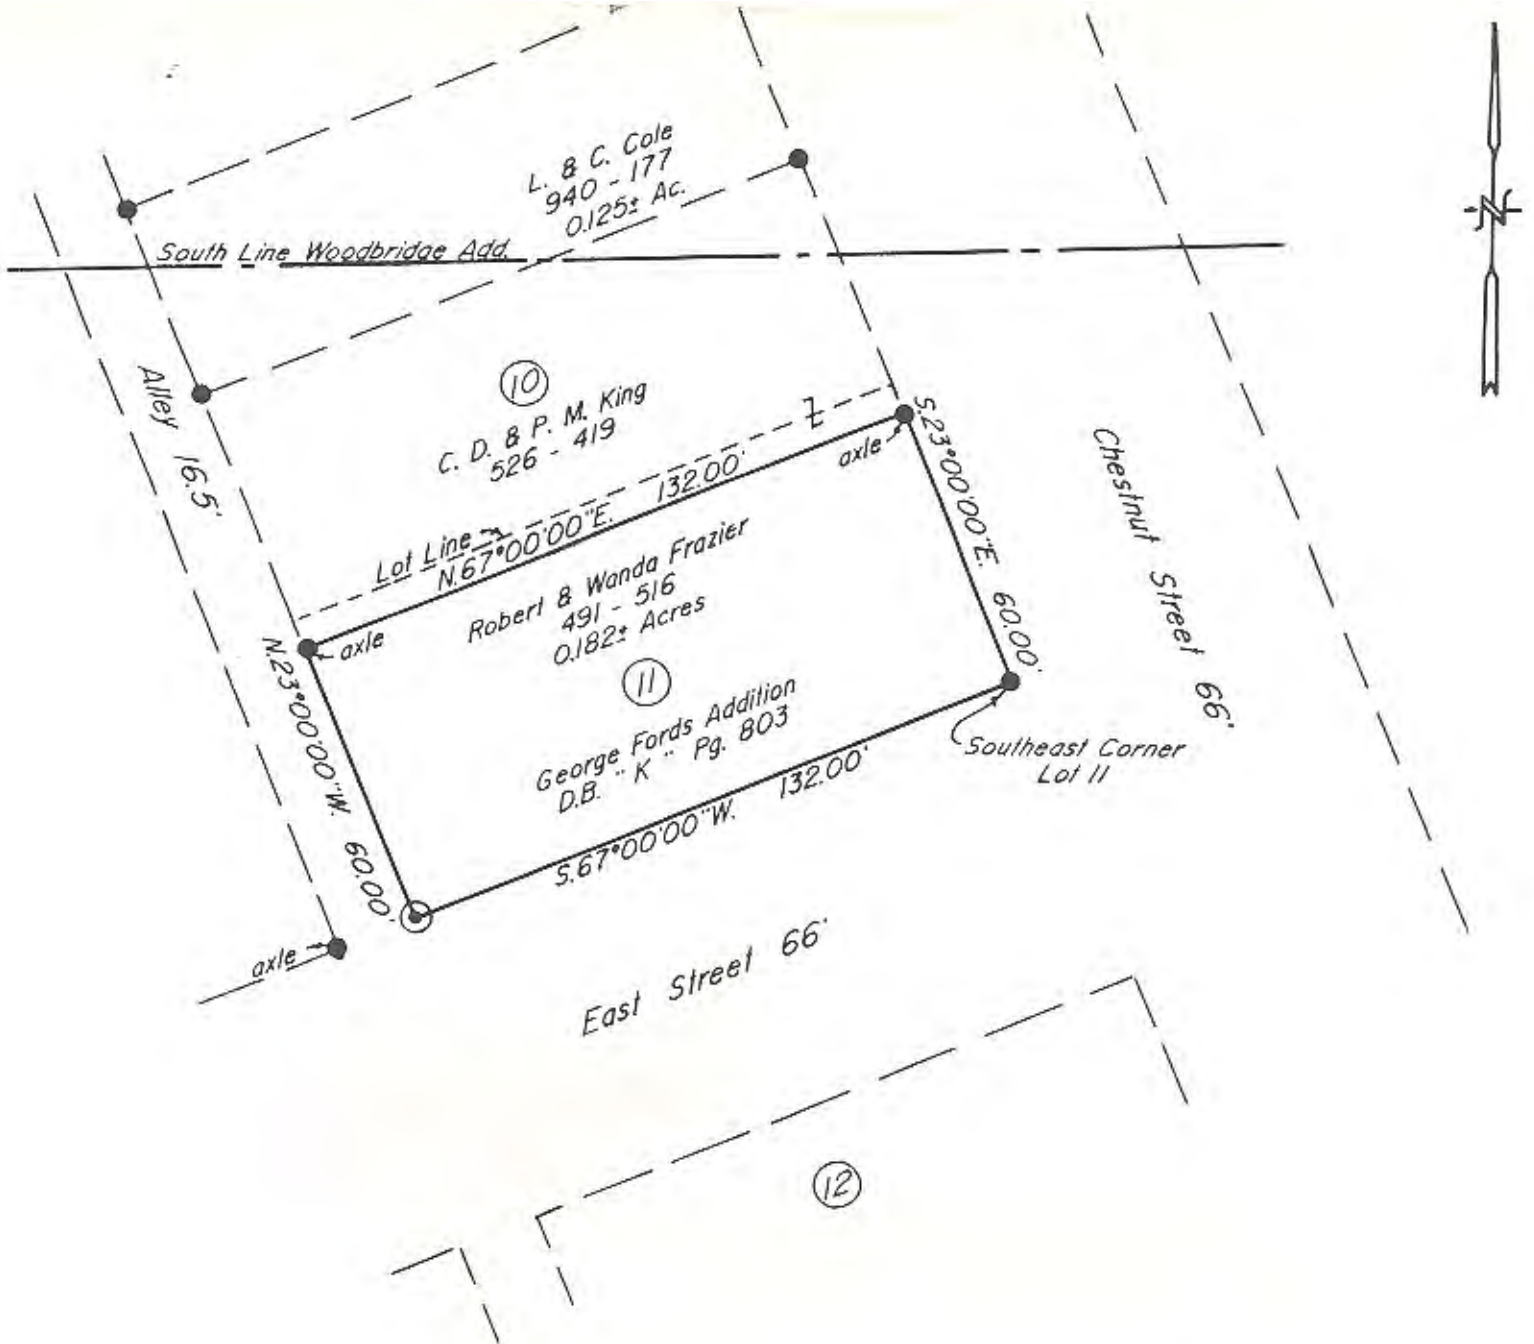 L. & C. Cole
940 - 177
0.125± Ac.
South Line Woodbridge Add.
N
Alley 16.5'
10
C. D. & P. M. King
526 - 419
Lot Line
N.67°00'00"E. 132.00'
axle
S.23°00'00"E. 60.00'
Chestnut Street 66'
axle
Robert & Wanda Frazier
491 - 516
0.182± Acres
11
George Fords Addition
D.B. "K" Pg. 803
N.23°00'00"W. 60.00'
S.67°00'00"W. 132.00'
Southeast Corner
Lot 11
axle
East Street 66'
12